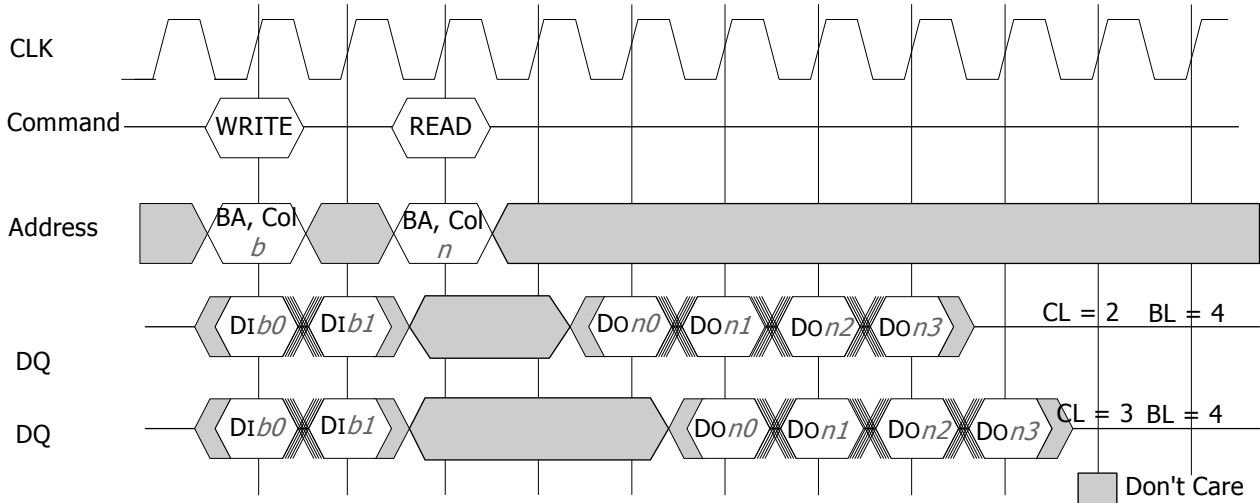 CLK
Command WRITE READ
Address BA, Col BA, Col
b n
DIb0 DIb1 DOn0 DOn1 DOn2 DOn3 CL = 2 BL = 4
DQ
DQ DIb0 DIb1 DOn0 DOn1 DOn2 DOn3 CL = 3 BL = 4
Don't Care